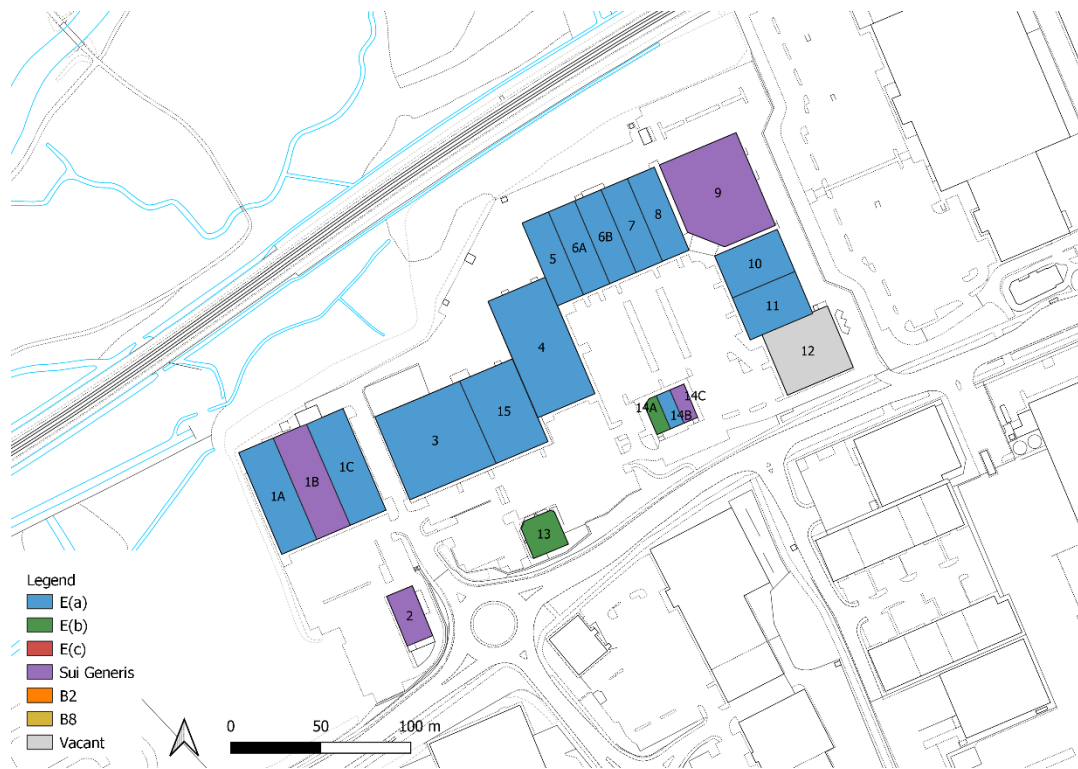 9
8
7
6B
6A
5
10
11
12
4
14C
14A
14B
15
3
1C
1B
1A
13
2
Legend
E(a)
E(b)
E(c)
Sui Generis
B2
B8
Vacant
0 50 100 m